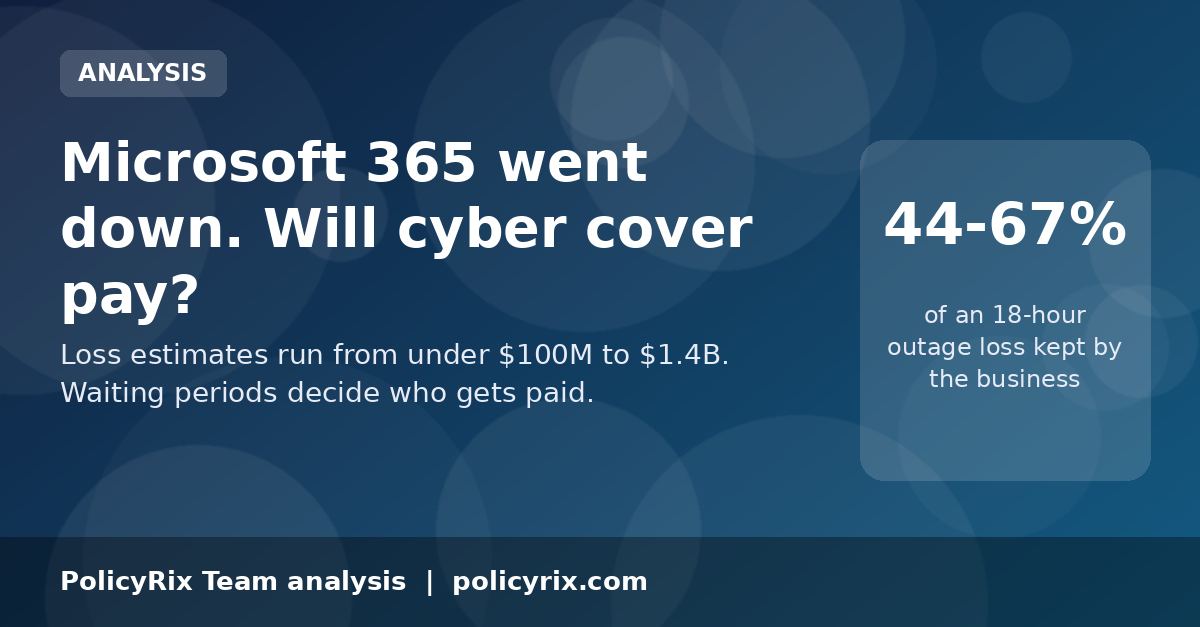 ANALYSIS
Microsoft 365 went
down. Will cyber cover
pay?
Loss estimates run from under $100M to $1.4B.
Waiting periods decide who gets paid.
44-67%
of an 18-hour
outage loss kept by
the business
PolicyRix Team analysis | policyrix.com